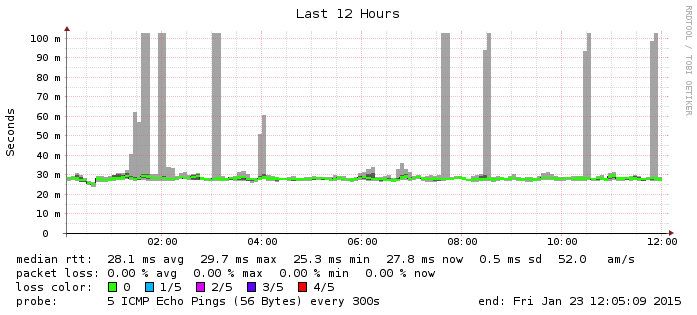 Last 12 Hours
RRDTOOL / TOBI OETIKER
Seconds
100 m
90 m
80 m
70 m
60 m
50 m
40 m
30 m
20 m
10 m
0
02:00 04:00 06:00 08:00 10:00 12:00
median rtt: 28.1 ms avg 29.7 ms max 25.3 ms min 27.8 ms now 0.5 ms sd 52.0 am/s
packet loss: 0.00 % avg 0.00 % max 0.00 % min 0.00 % now
loss color: 0 1/5 2/5 3/5 4/5
probe: 5 ICMP Echo Pings (56 Bytes) every 300s end: Fri Jan 23 12:05:09 2015